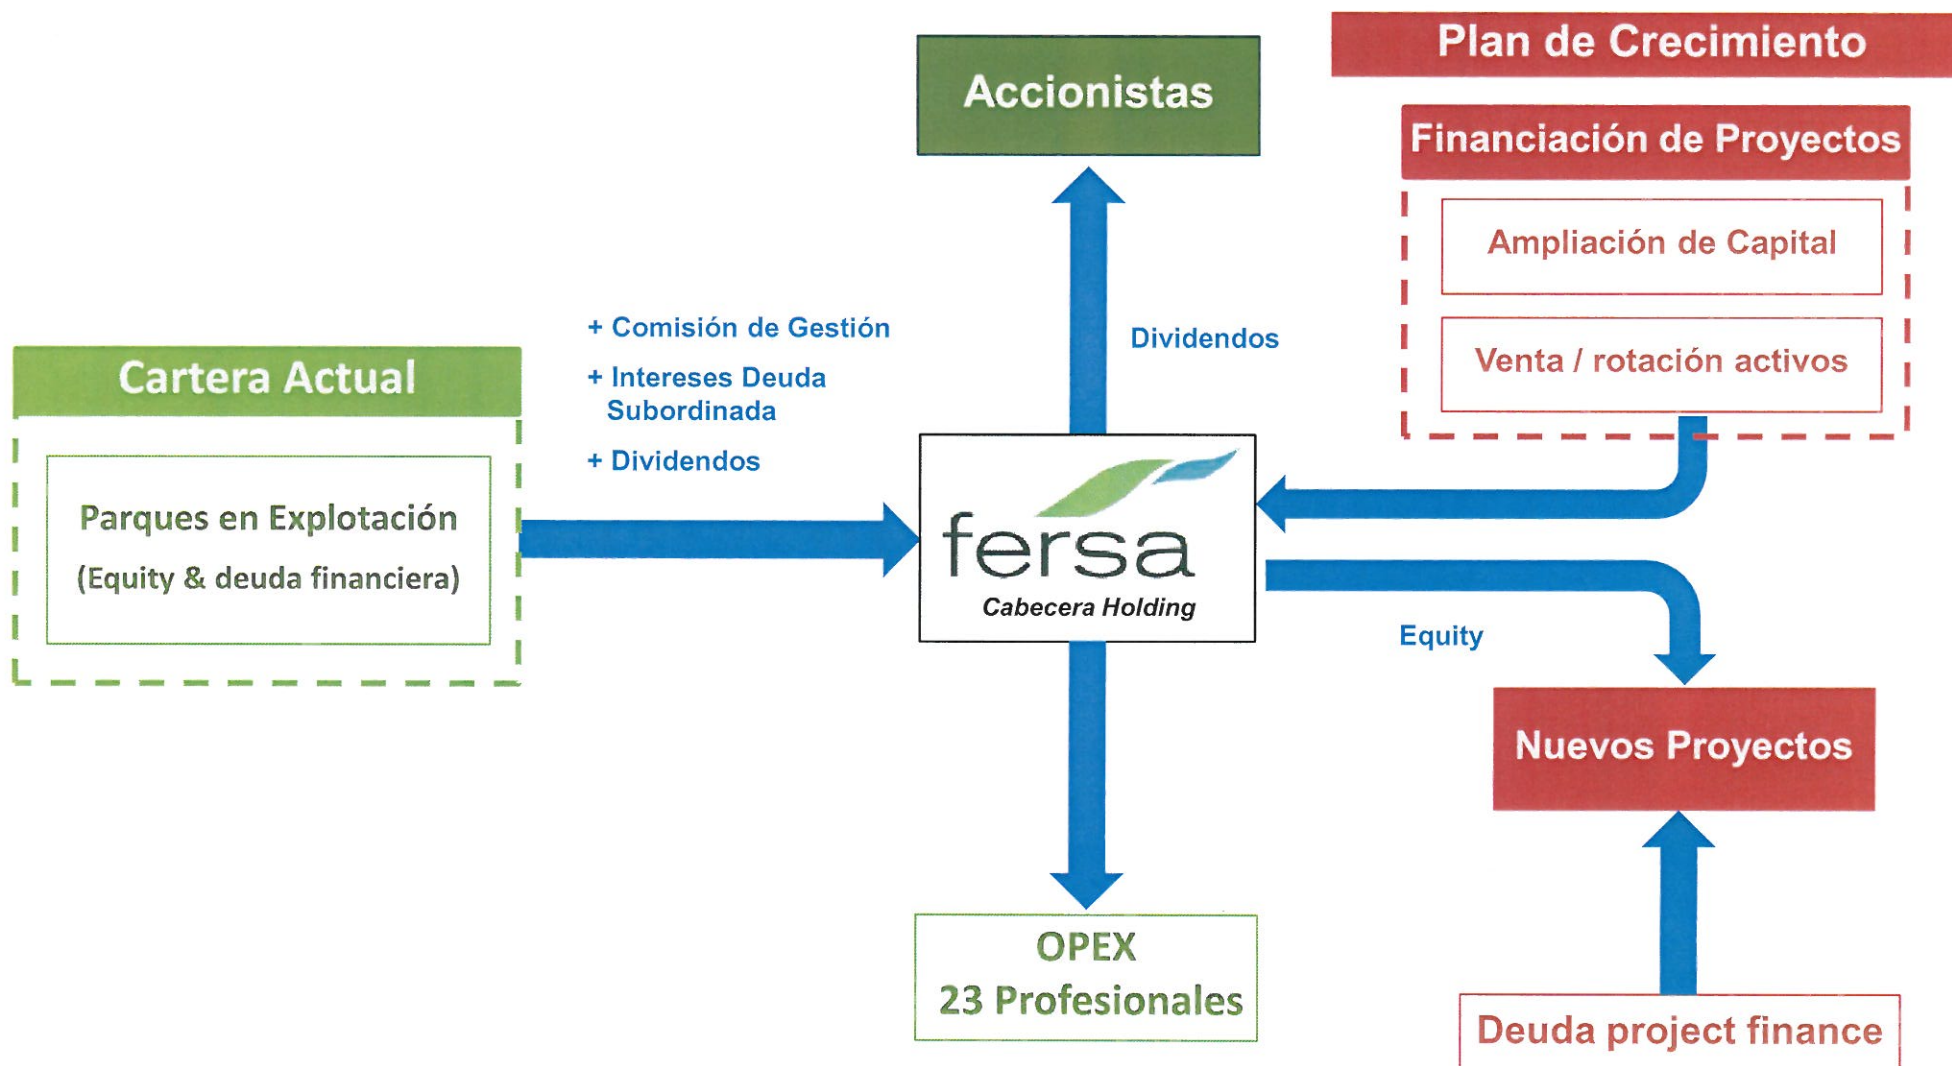 Plan de Crecimiento
Accionistas
Financiación de Proyectos
Ampliación de Capital
Venta / rotación activos
+ Comisión de Gestión
+ Intereses Deuda
Subordinada
+ Dividendos
Dividendos
Cartera Actual
Parques en Explotación
(Equity & deuda financiera)
fersa
Cabecera Holding
Equity
Nuevos Proyectos
OPEX
23 Profesionales
Deuda project finance